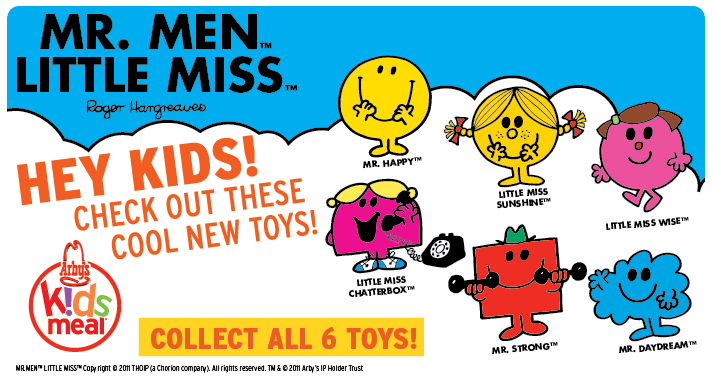 MR. MEN™
LITTLE MISS™
Roger Hargreaves
HEY KIDS!
CHECK OUT THESE
COOL NEW TOYS!
MR. HAPPY™
LITTLE MISS
SUNSHINE™
LITTLE MISS WISE™
LITTLE MISS
CHATTERBOX™
MR. STRONG™
MR. DAYDREAM™
Arby's
kids
meal
COLLECT ALL 6 TOYS!
MR.MEN™ LITTLE MISS™ Copyright © 2011 THOIP (a Chorion company). All rights reserved. TM & © 2011 Arby's IP Holder Trust